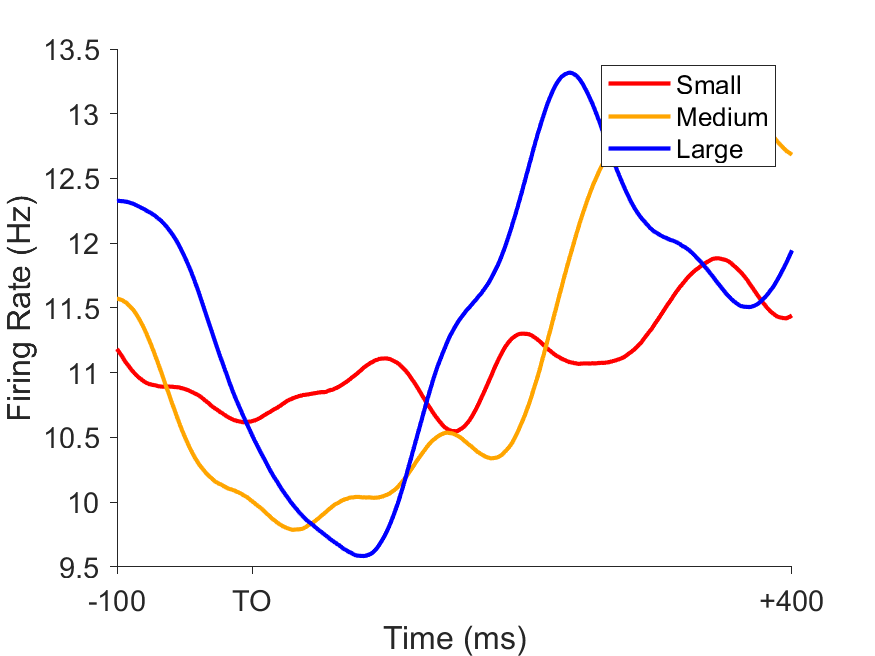 13.5
13
12.5
12
11.5
11
10.5
10
9.5
Firing Rate (Hz)
Small
Medium
Large
-100 TO +400
Time (ms)